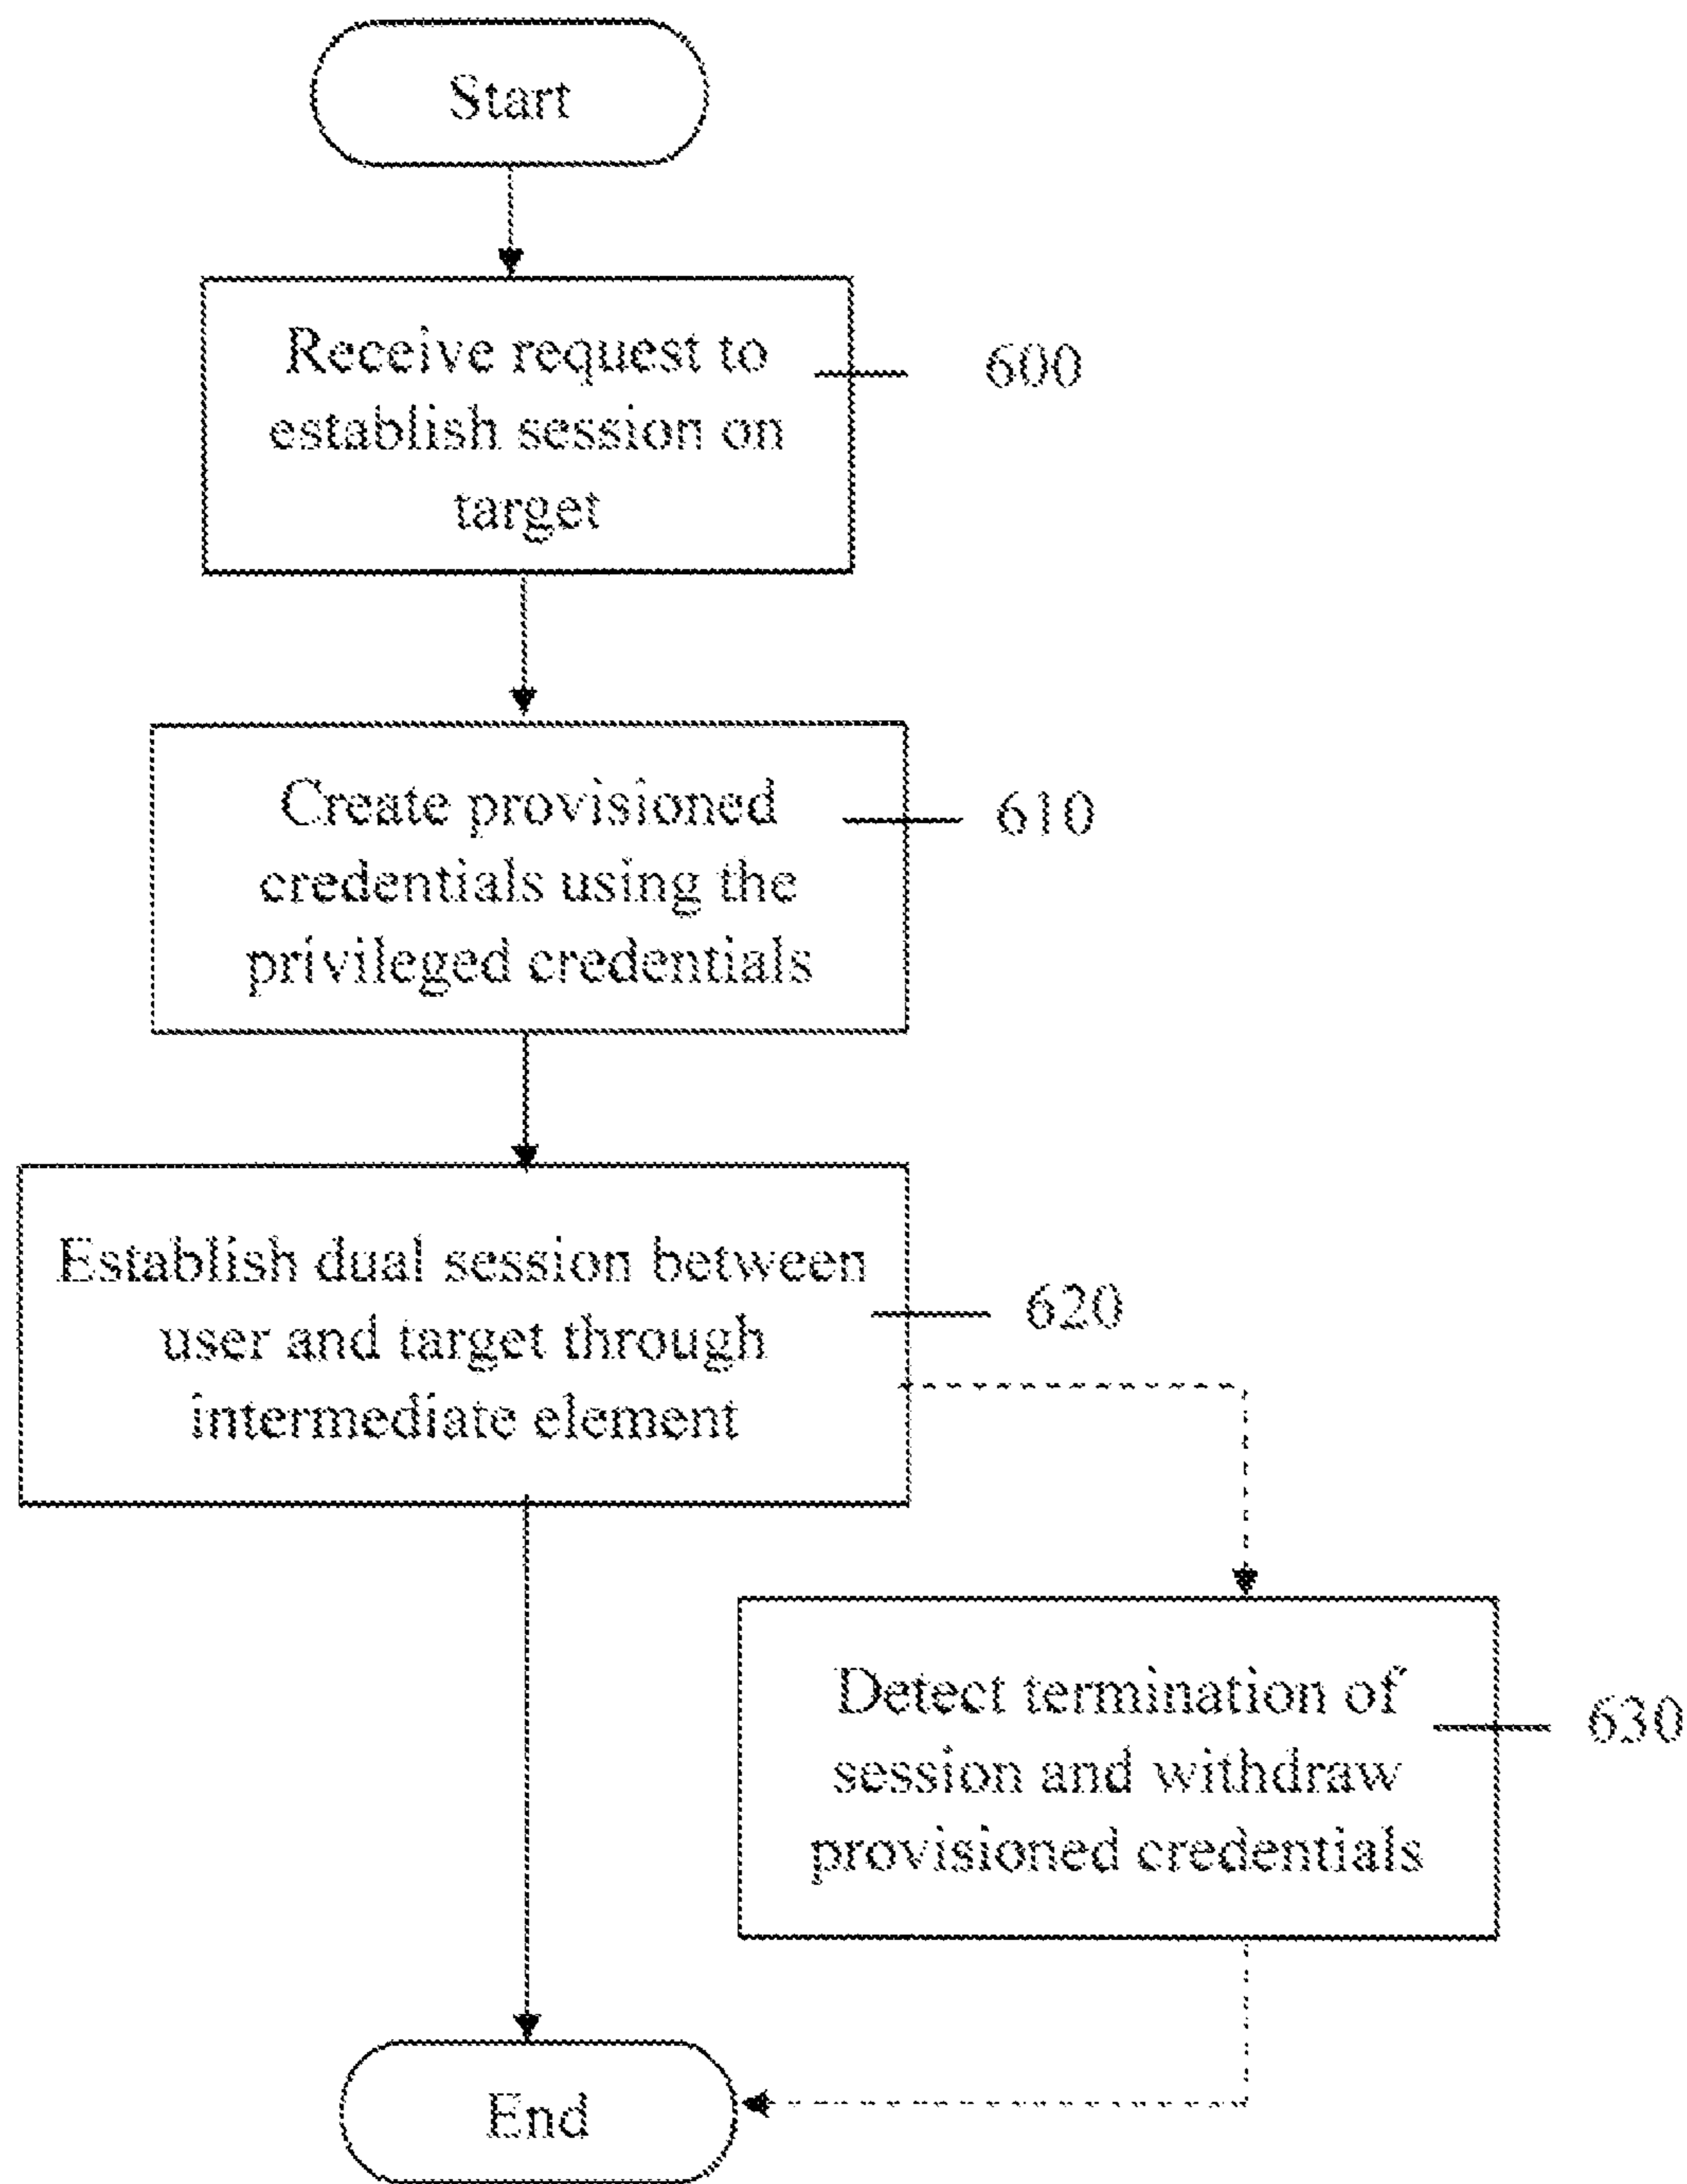 Start
Receive request to
establish session on
target
600
Create provisioned
credentials using the
privileged credentials
610
Establish dual session between
user and target through
intermediate element
620
Detect termination of
session and withdraw
provisioned credentials
630
End